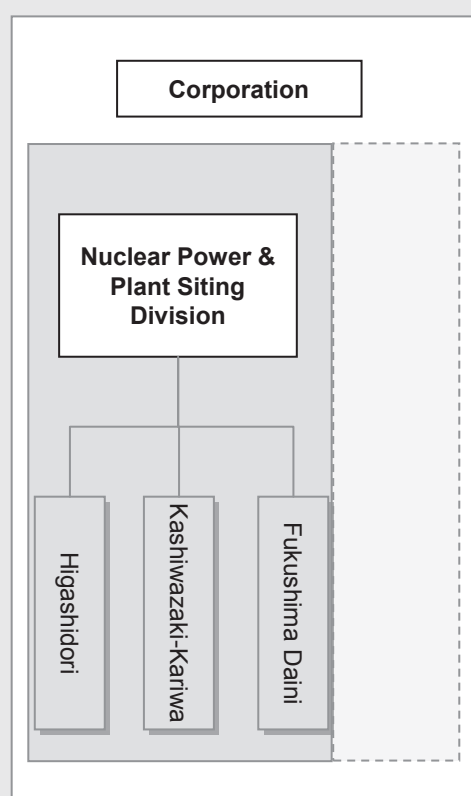 Corporation
Nuclear Power &
Plant Siting
Division
Higashidori
Kashiwazaki-Kariwa
Fukushima Daini